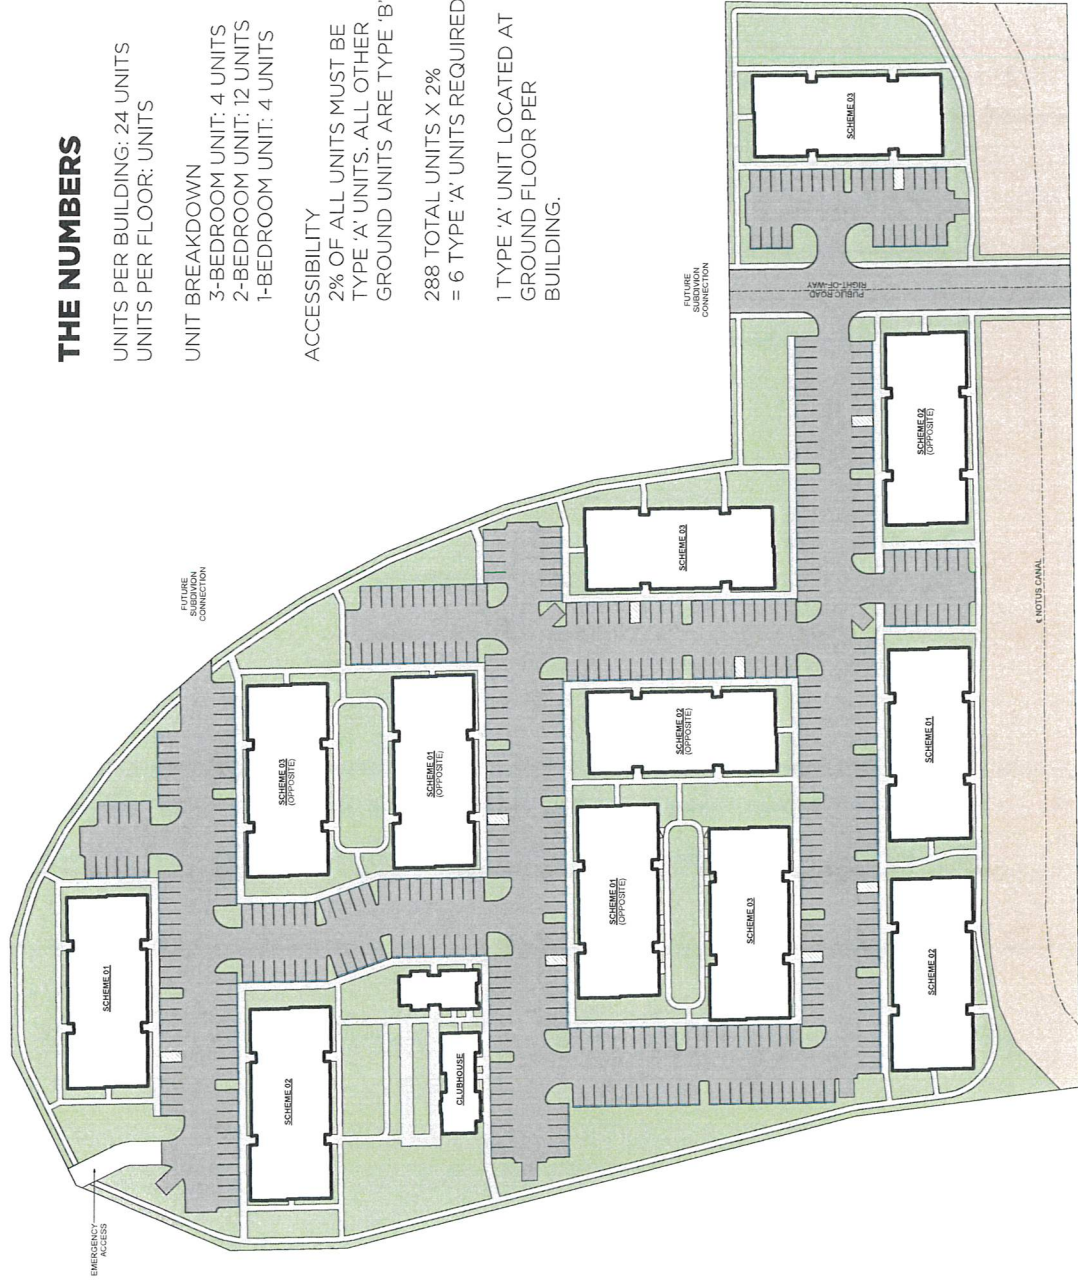 THE NUMBERS
UNITS PER BUILDING: 24 UNITS
UNITS PER FLOOR: UNITS
UNIT BREAKDOWN
3-BEDROOM UNIT: 4 UNITS
2-BEDROOM UNIT: 12 UNITS
1-BEDROOM UNIT: 4 UNITS
ACCESSIBILITY
2% OF ALL UNITS MUST BE
TYPE 'A' UNITS. ALL OTHER
GROUND UNITS ARE TYPE 'B'
288 TOTAL UNITS X 2%
= 6 TYPE 'A' UNITS REQUIRED
1 TYPE 'A' UNIT LOCATED AT
GROUND FLOOR PER
BUILDING.
EMERGENCY
ACCESS
SCHEME 01
FUTURE
SUBDIVION
CONNECTION
SCHEME 02
SCHEME 03
(OPPOSITE)
SCHEME 01
(OPPOSITE)
CLUBHOUSE
SCHEME 01
(OPPOSITE)
SCHEME 02
(OPPOSITE)
SCHEME 03
SCHEME 03
FUTURE
SUBDIVION
CONNECTION
PUBLIC ROAD
RIGHT-OF-WAY
SCHEME 03
SCHEME 02
SCHEME 01
SCHEME 02
(OPPOSITE)
℄ NOTUS CANAL